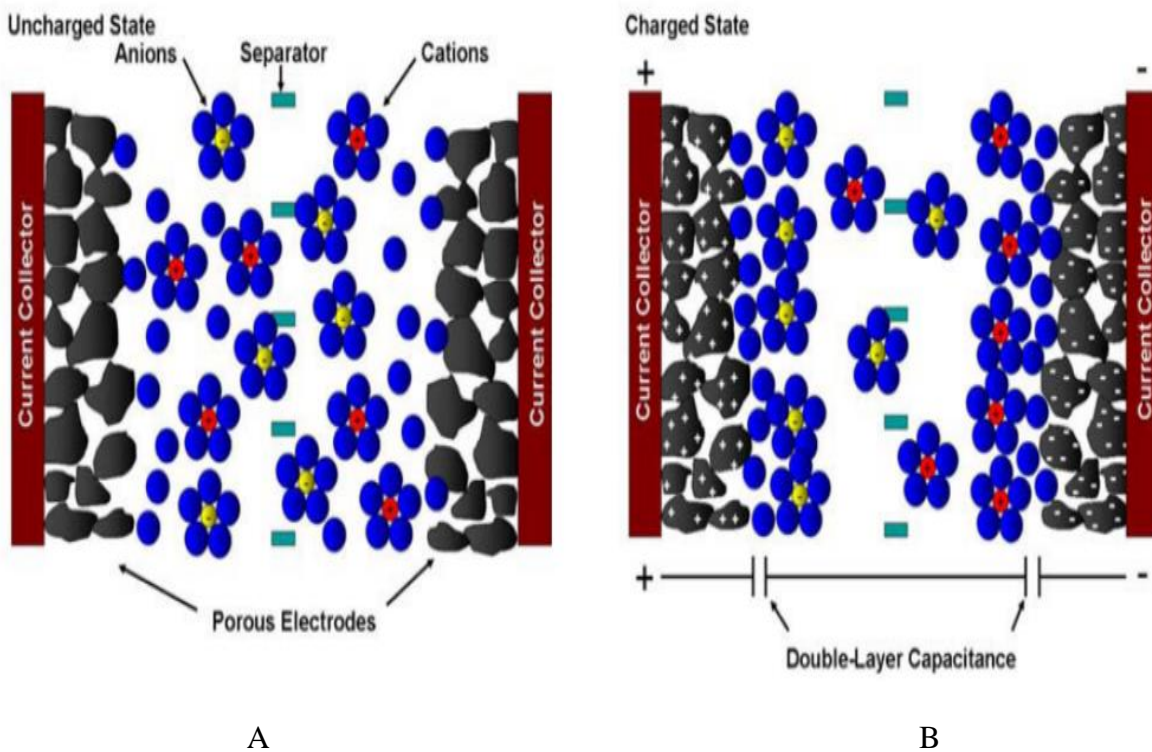 Uncharged State
Anions
Separator
Cations
Current Collector
Current Collector
Porous Electrodes
A
Charged State
+
-
Current Collector
Current Collector
+
-
Double-Layer Capacitance
B